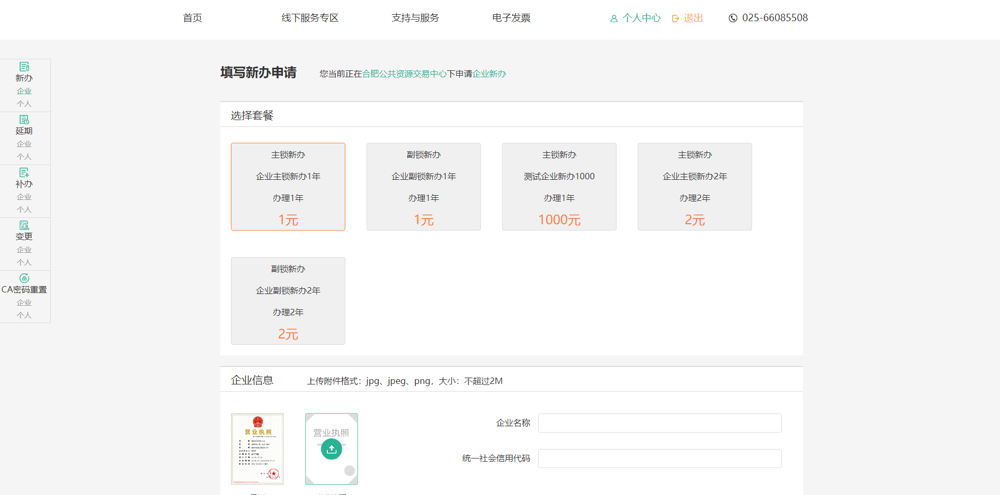 首页 线下服务专区 支持与服务 电子发票 个人中心 退出 025-66085508
新办
企业
个人
延期
企业
个人
补办
企业
个人
变更
企业
个人
CA密码重置
企业
个人
填写新办申请 您当前正在合肥公共资源交易中心下申请企业新办
选择套餐
主锁新办
企业主锁新办1年
办理1年
1元
副锁新办
企业副锁新办1年
办理1年
1元
主锁新办
测试企业新办1000
办理1年
1000元
主锁新办
企业主锁新办2年
办理2年
2元
副锁新办
企业副锁新办2年
办理2年
2元
企业信息 上传附件格式：jpg、jpeg、png，大小：不超过2M
营业执照
营业执照
企业名称
统一社会信用代码